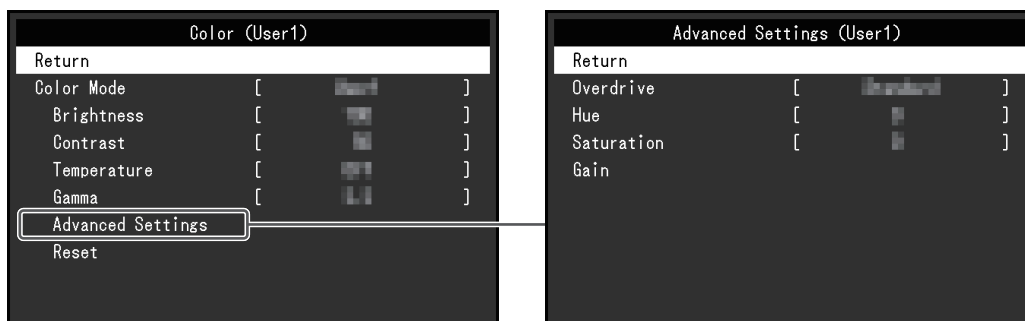 Color (User1)
Return
Color Mode [ ]
Brightness [ ]
Contrast [ ]
Temperature [ ]
Gamma [ ]
Advanced Settings
Reset
Advanced Settings (User1)
Return
Overdrive [ ]
Hue [ ]
Saturation [ ]
Gain